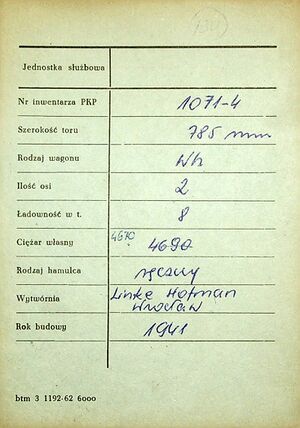 Jednostka służbowa
Nr inwentarza PKP 1071-4
Szerokość toru 785 mm
Rodzaj wagonu Wh
Ilość osi 2
Ładowność w t. 8
Ciężar własny 4670 4690
Rodzaj hamulca ręczny
Wytwórnia Linke Hofman
Wrocław
Rok budowy 1941
btm 3 1192-62 6000